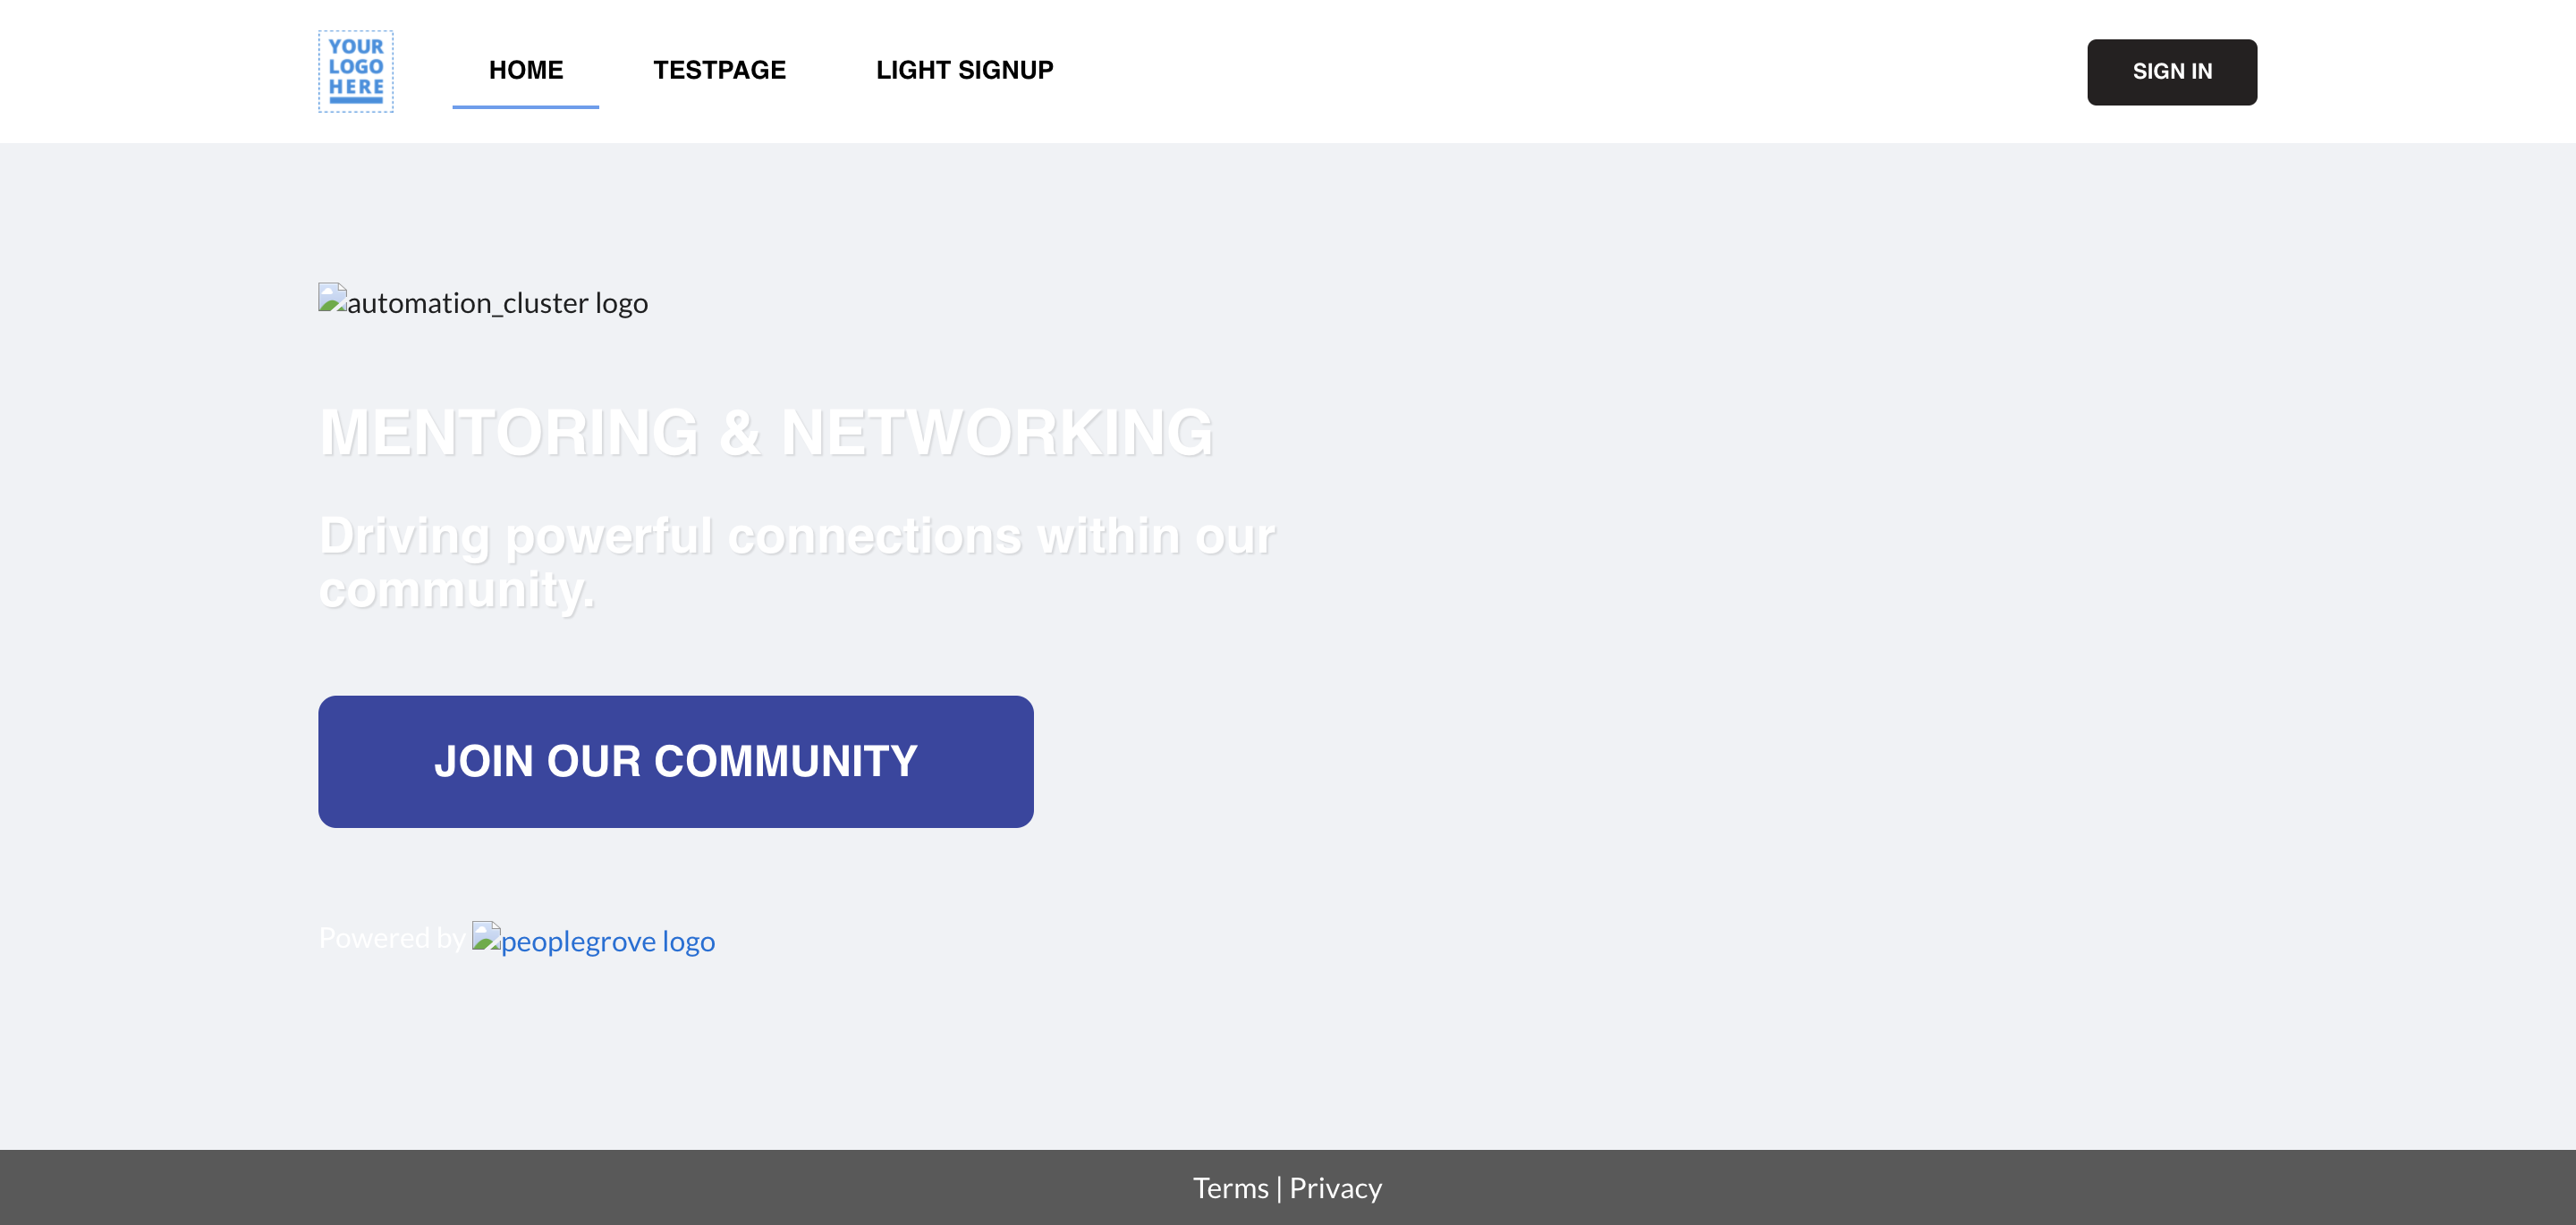 YOUR
LOGO
HERE
HOME TESTPAGE LIGHT SIGNUP SIGN IN
automation_cluster logo
MENTORING & NETWORKING
Driving powerful connections within our
community.
JOIN OUR COMMUNITY
Powered by peoplegrove logo
Terms | Privacy